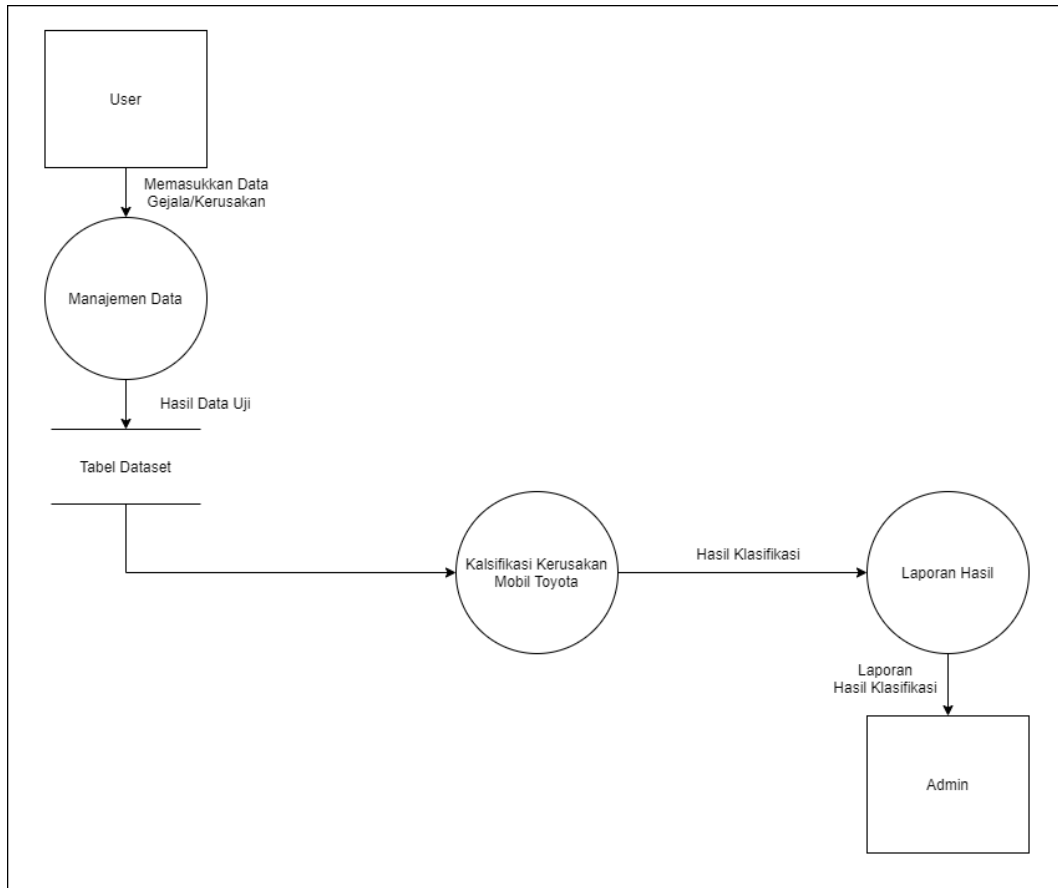 User
Memasukkan Data
Gejala/Kerusakan
Manajemen Data
Hasil Data Uji
Tabel Dataset
Kalsifikasi Kerusakan
Mobil Toyota
Hasil Klasifikasi
Laporan Hasil
Laporan
Hasil Klasifikasi
Admin